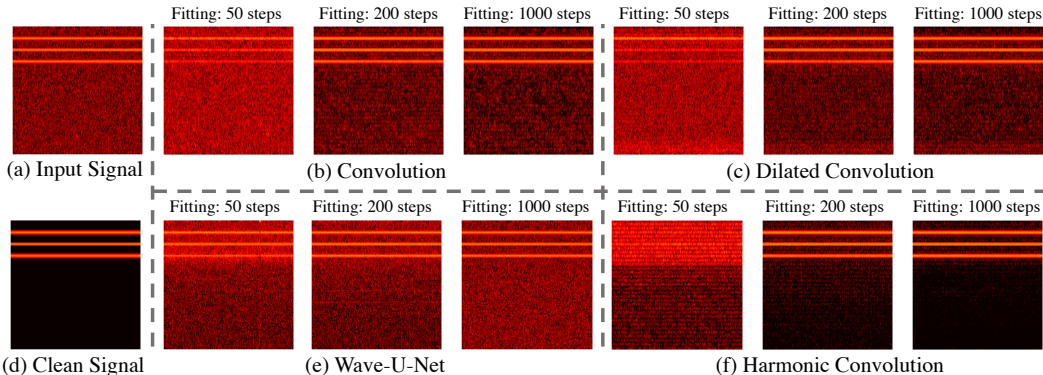 Fitting: 50 steps Fitting: 200 steps Fitting: 1000 steps Fitting: 50 steps Fitting: 200 steps Fitting: 1000 steps
(a) Input Signal (b) Convolution (c) Dilated Convolution
Fitting: 50 steps Fitting: 200 steps Fitting: 1000 steps Fitting: 50 steps Fitting: 200 steps Fitting: 1000 steps
(d) Clean Signal (e) Wave-U-Net (f) Harmonic Convolution